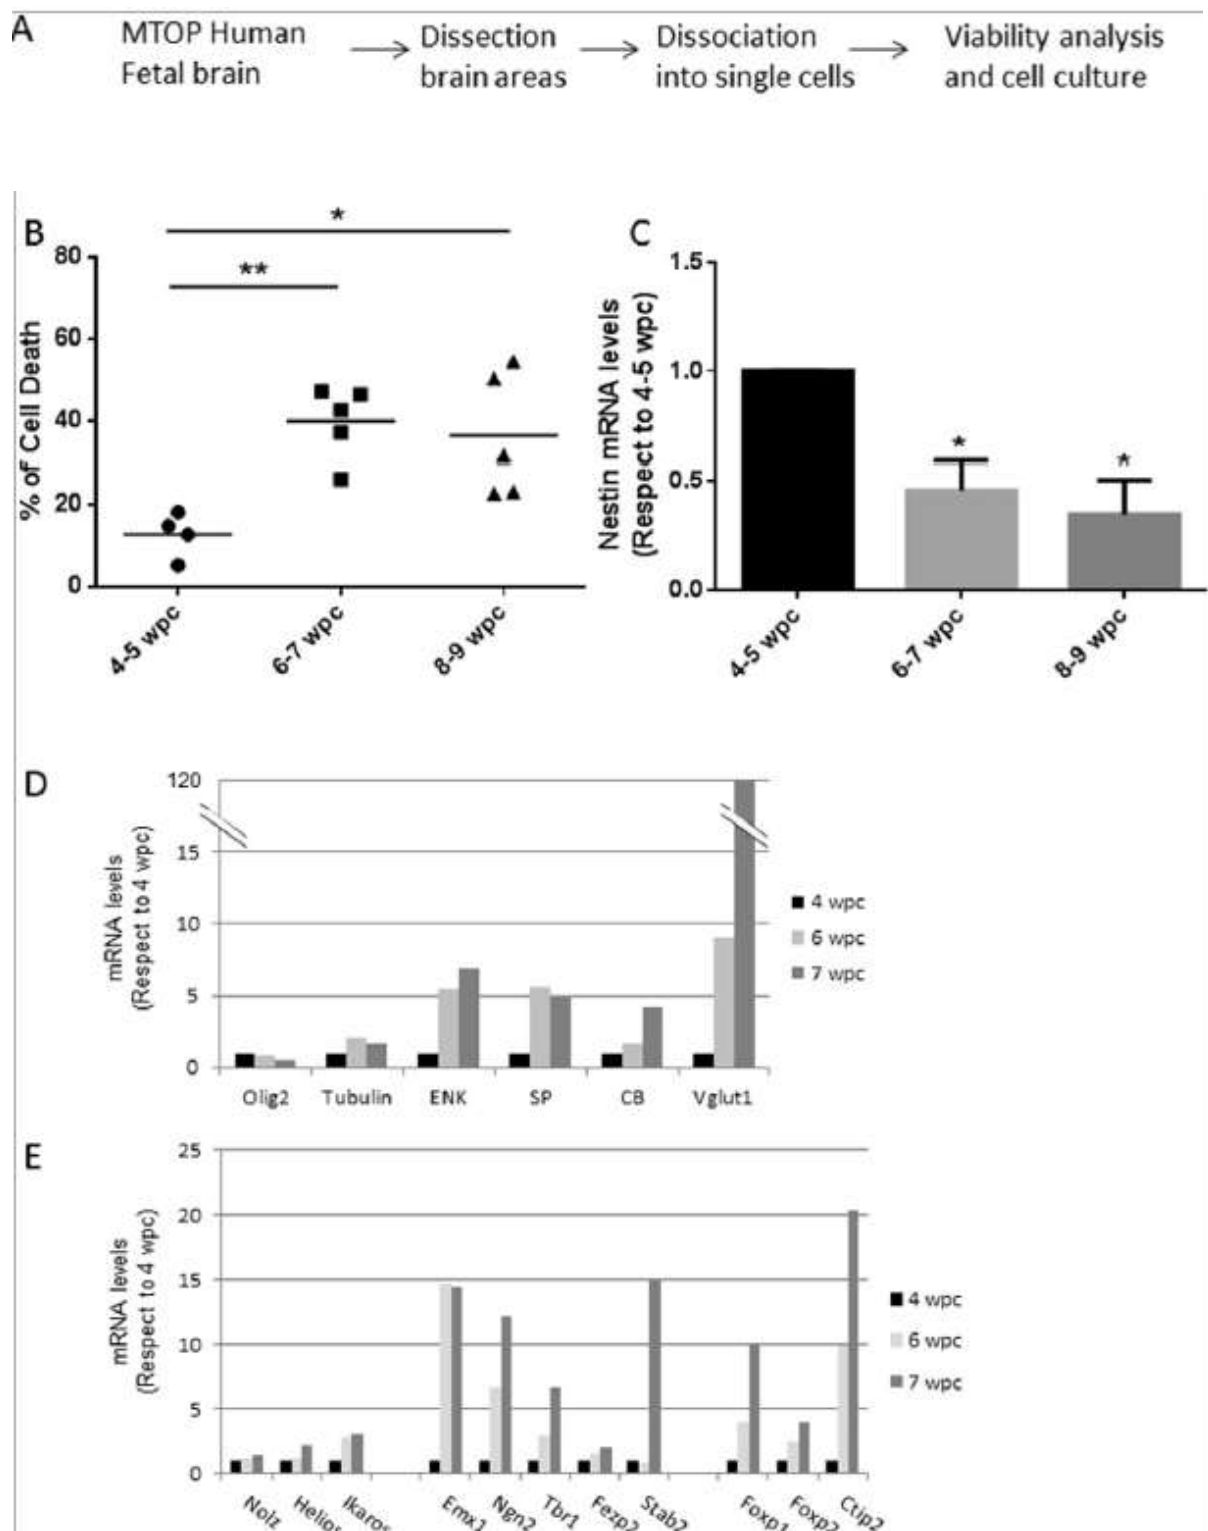 A
MTOP Human
Fetal brain
Dissection
brain areas
Dissociation
into single cells
Viability analysis
and cell culture
B
*
**
80
60
40
20
0
% of Cell Death
4-5 wpc
6-7 wpc
8-9 wpc
C
1.5
1.0
0.5
0.0
Nestin mRNA levels
(Respect to 4-5 wpc)
*
*
4-5 wpc
6-7 wpc
8-9 wpc
D
120
15
10
5
0
mRNA levels
(Respect to 4 wpc)
4 wpc
6 wpc
7 wpc
Olig2
Tubulin
ENK
SP
CB
Vglut1
E
25
20
15
10
5
0
mRNA levels
(Respect to 4 wpc)
4 wpc
6 wpc
7 wpc
Nolz
Helios
Ikaros
Emx1
Ngn2
Tbr1
Fezp2
Stab2
Foxp1
Foxp2
Ctip2